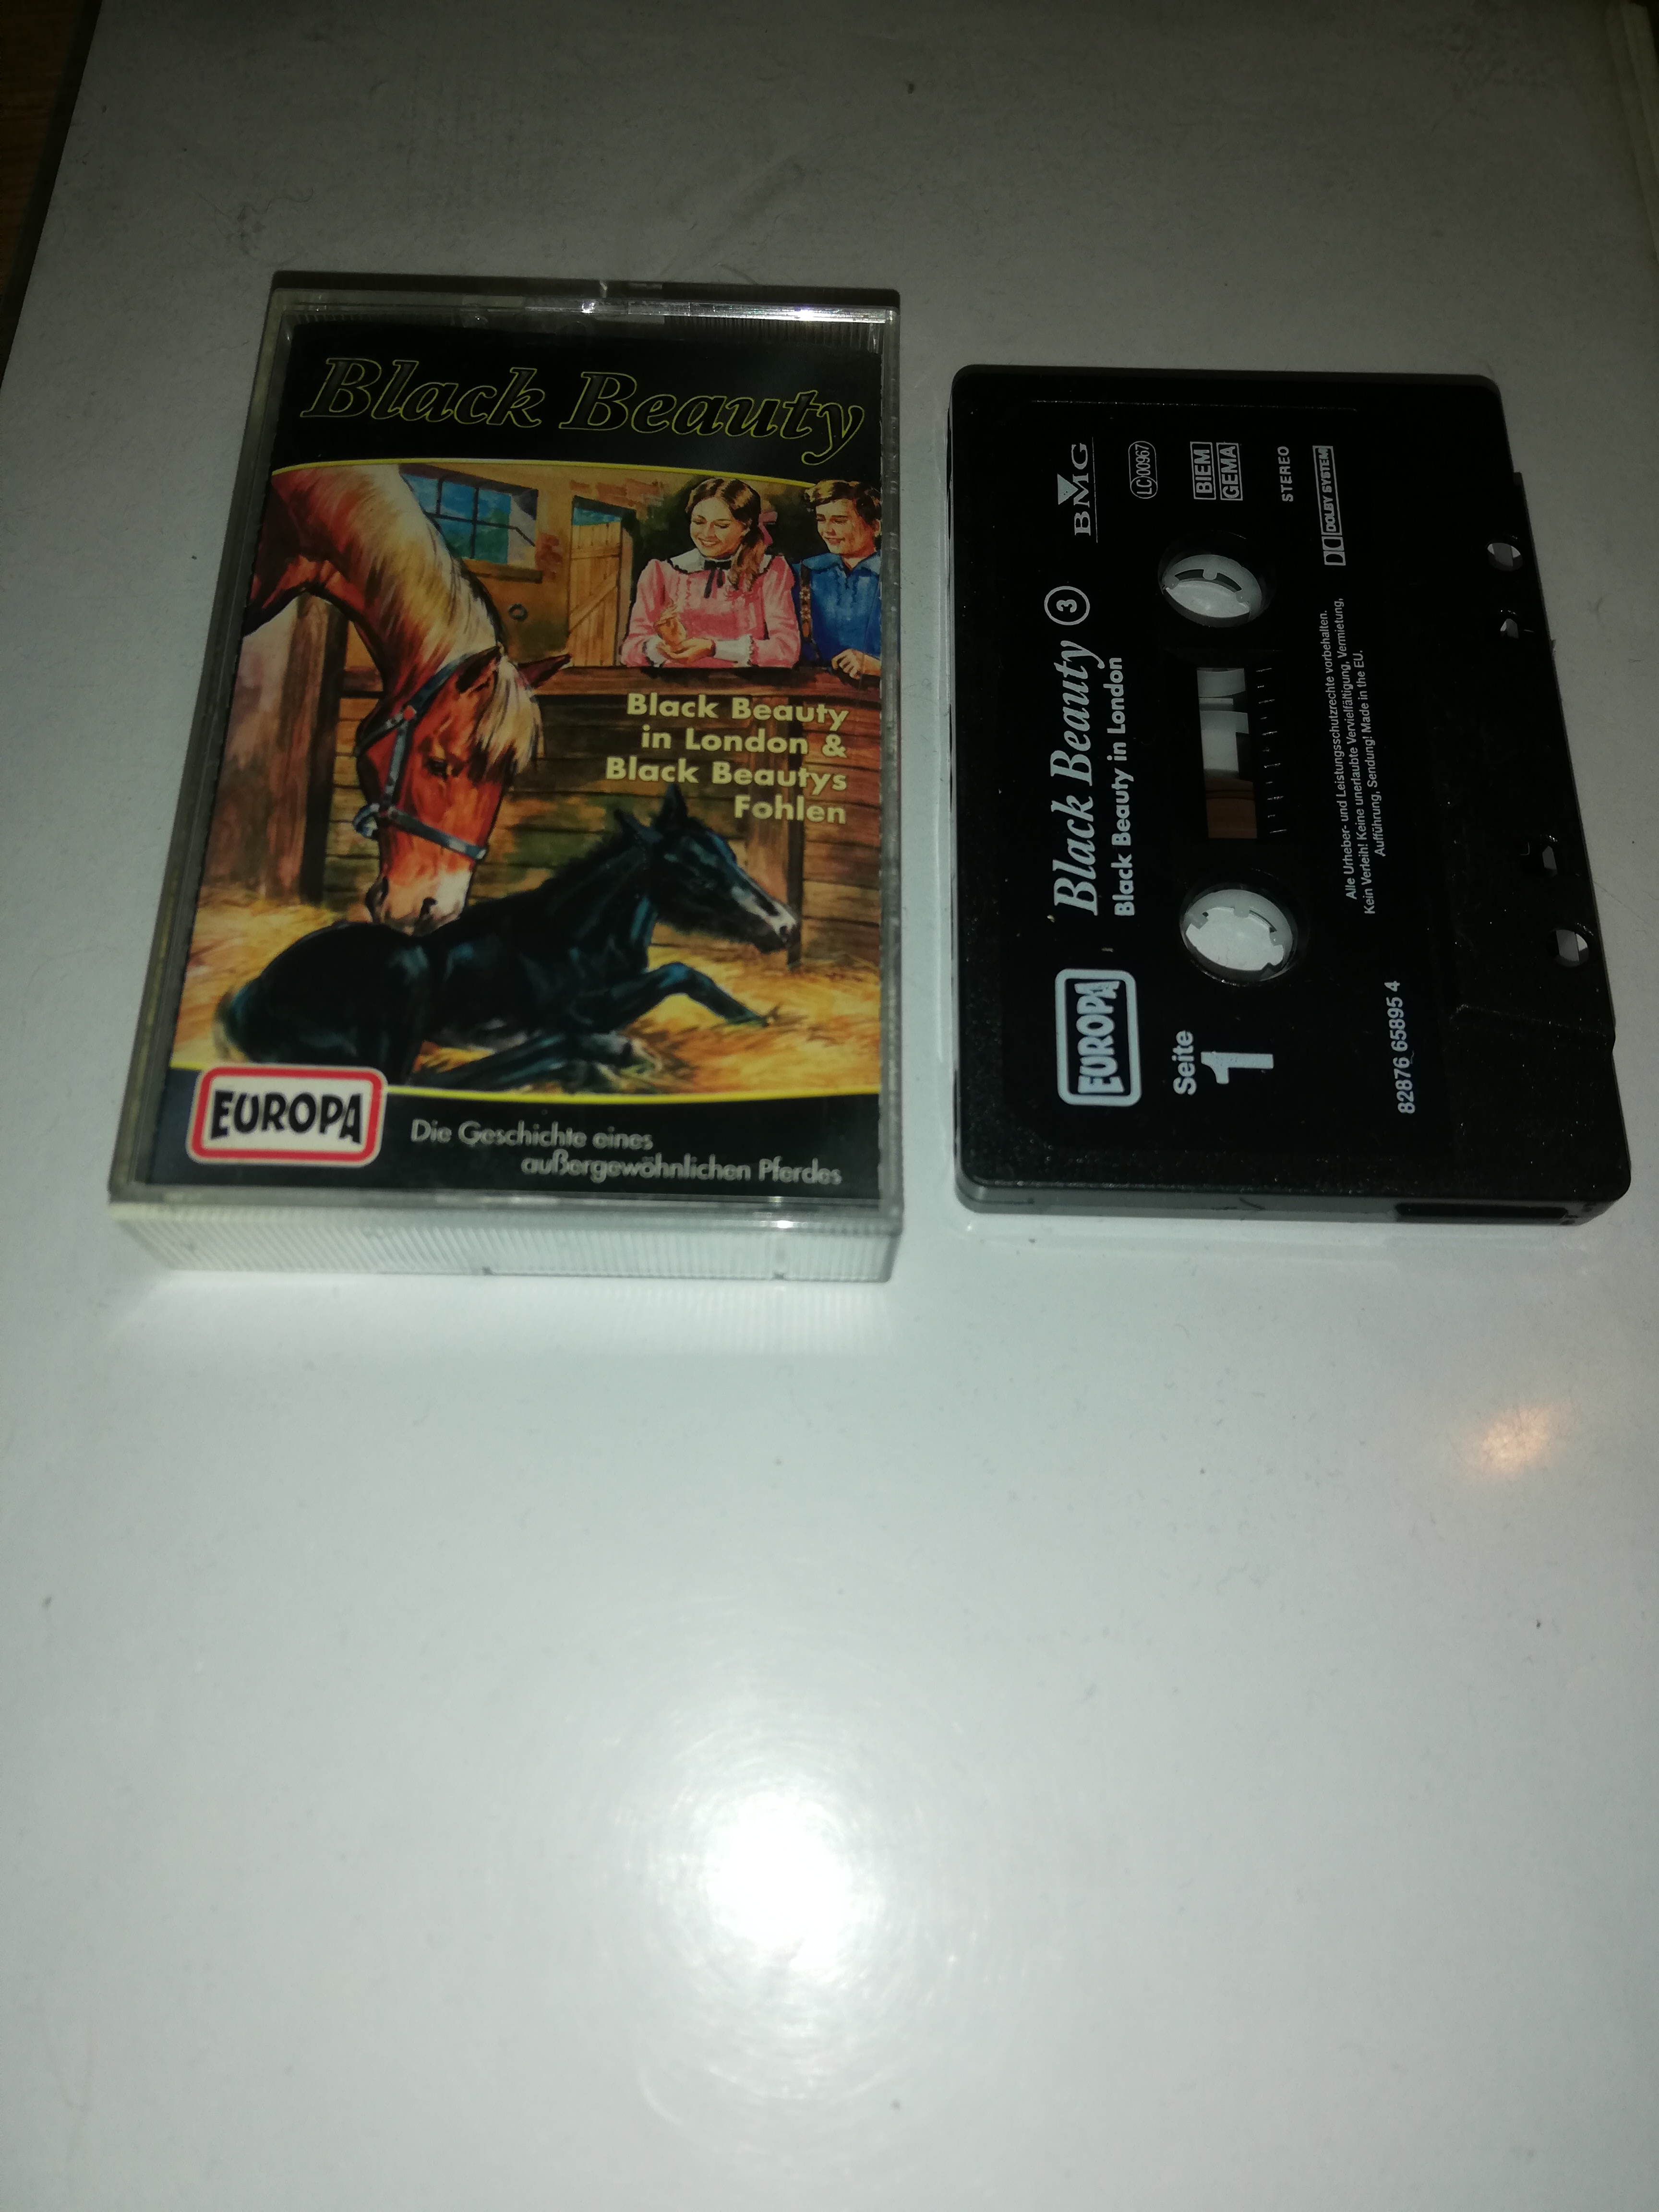 Black Beauty
Black Beauty
in London &
Black Beautys
Fohlen
EUROPA
Die Geschichte eines
außergewöhnlichen Pferdes
EUROPA
Black Beauty 3
Black Beauty in London
BMG
LC 00967
BIEM
GEMA
STEREO
DOLBY SYSTEM
Seite
1
Alle Urheber- und Leistungsschutzrechte vorbehalten.
Kein Verleih! Keine unerlaubte Vervielfältigung, Vermietung,
Aufführung, Sendung! Made in the EU.
82876 65895 4